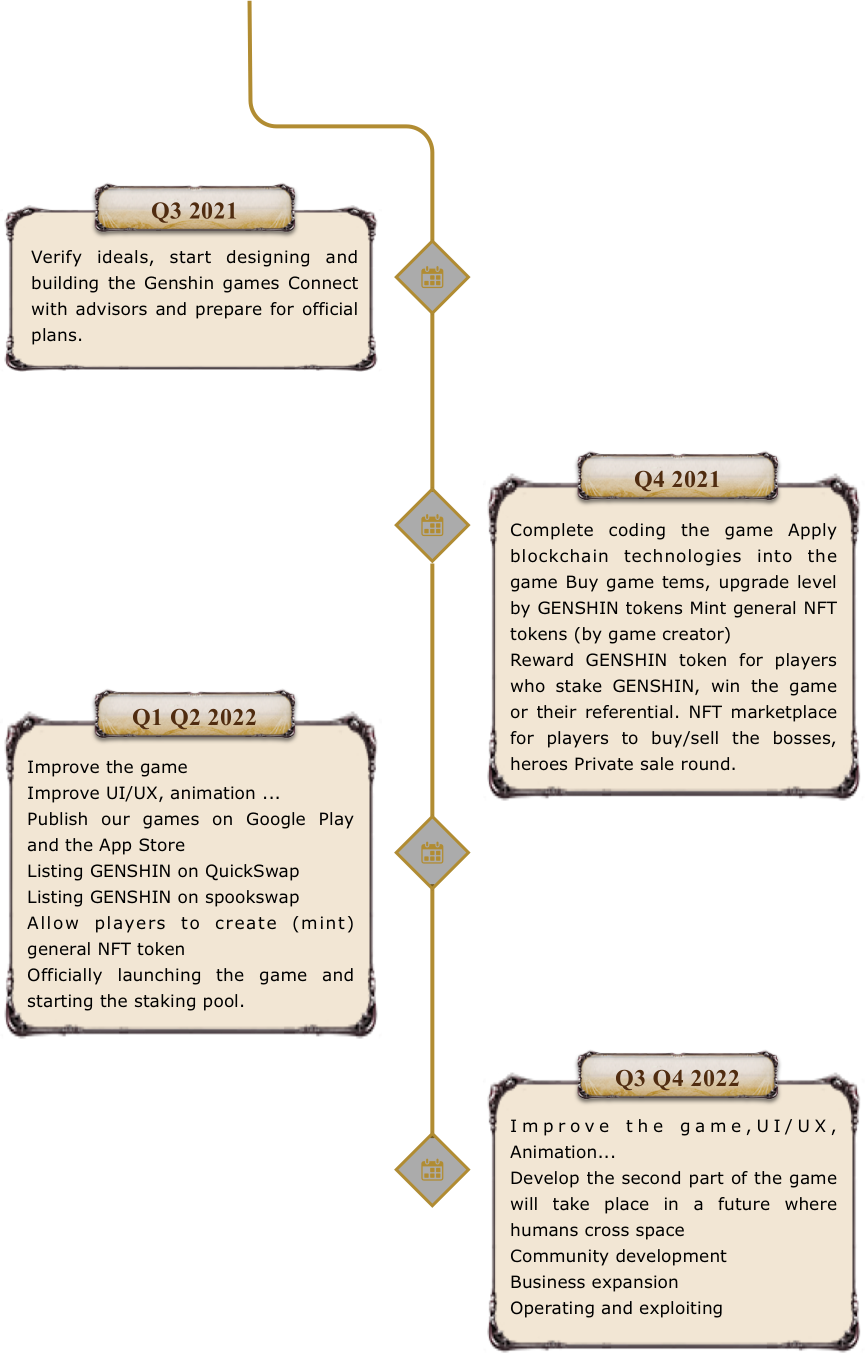 Q3 2021
Verify ideals, start designing and
building the Genshin games Connect
with advisors and prepare for official
plans.
Q4 2021
Complete coding the game Apply
blockchain technologies into the
game Buy game tems, upgrade level
by GENSHIN tokens Mint general NFT
tokens (by game creator)
Reward GENSHIN token for players
who stake GENSHIN, win the game
or their referential. NFT marketplace
for players to buy/sell the bosses,
heroes Private sale round.
Q1 Q2 2022
Improve the game
Improve UI/UX, animation ...
Publish our games on Google Play
and the App Store
Listing GENSHIN on QuickSwap
Listing GENSHIN on spookswap
Allow players to create (mint)
general NFT token
Officially launching the game and
starting the staking pool.
Q3 Q4 2022
Improve the game,UI/UX,
Animation...
Develop the second part of the game
will take place in a future where
humans cross space
Community development
Business expansion
Operating and exploiting